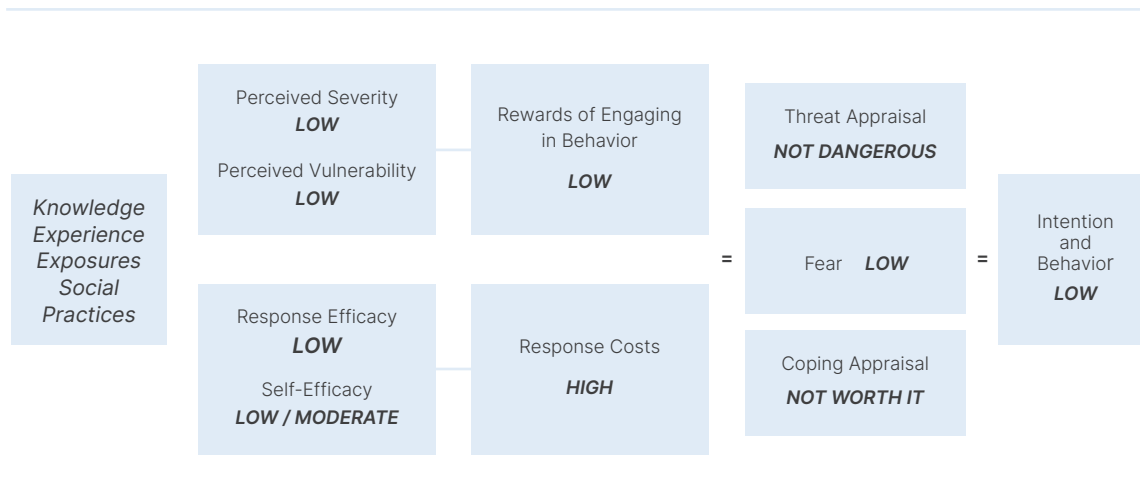 Knowledge
Experience
Exposures
Social
Practices
Perceived Severity
LOW
Perceived Vulnerability
LOW
Rewards of Engaging
in Behavior
LOW
Response Efficacy
LOW
Self-Efficacy
LOW / MODERATE
Response Costs
HIGH
=
Threat Appraisal
NOT DANGEROUS
Fear LOW
Coping Appraisal
NOT WORTH IT
=
Intention
and
Behavior
LOW